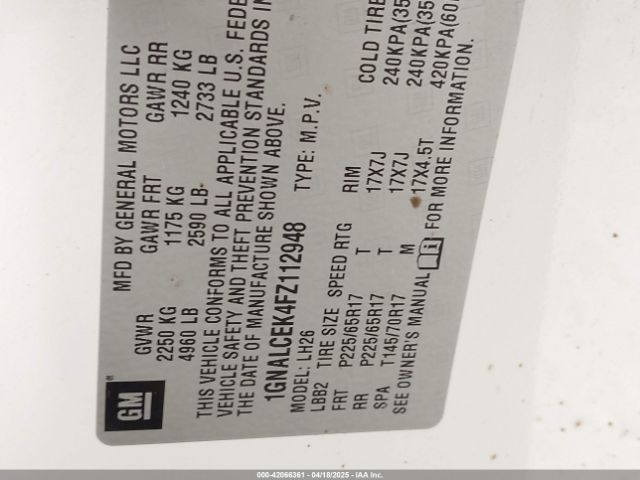 MFD BY GENERAL MOTORS LLC
GVWR GAWR FRT GAWR RR
2250 KG 1175 KG 1240 KG
4960 LB 2590 LB 2733 LB
THIS VEHICLE CONFORMS TO ALL APPLICABLE U.S. FEDE
VEHICLE SAFETY AND THEFT PREVENTION STANDARDS IN
THE DATE OF MANUFACTURE SHOWN ABOVE.
1GNALCEK4FZ112948 TYPE: M.P.V.
MODEL: LH26
LBB2 TIRE SIZE SPEED RTG RIM COLD TIRE
FRT P225/65R17 T 17X7J 240KPA(35
RR P225/65R17 T 17X7J 240KPA(35
SPA T145/70R17 M 17X4.5T 420KPA(60
SEE OWNER'S MANUAL FOR MORE INFORMATION.
GM
000-42066361 - 04/18/2025 - IAAI, Inc.